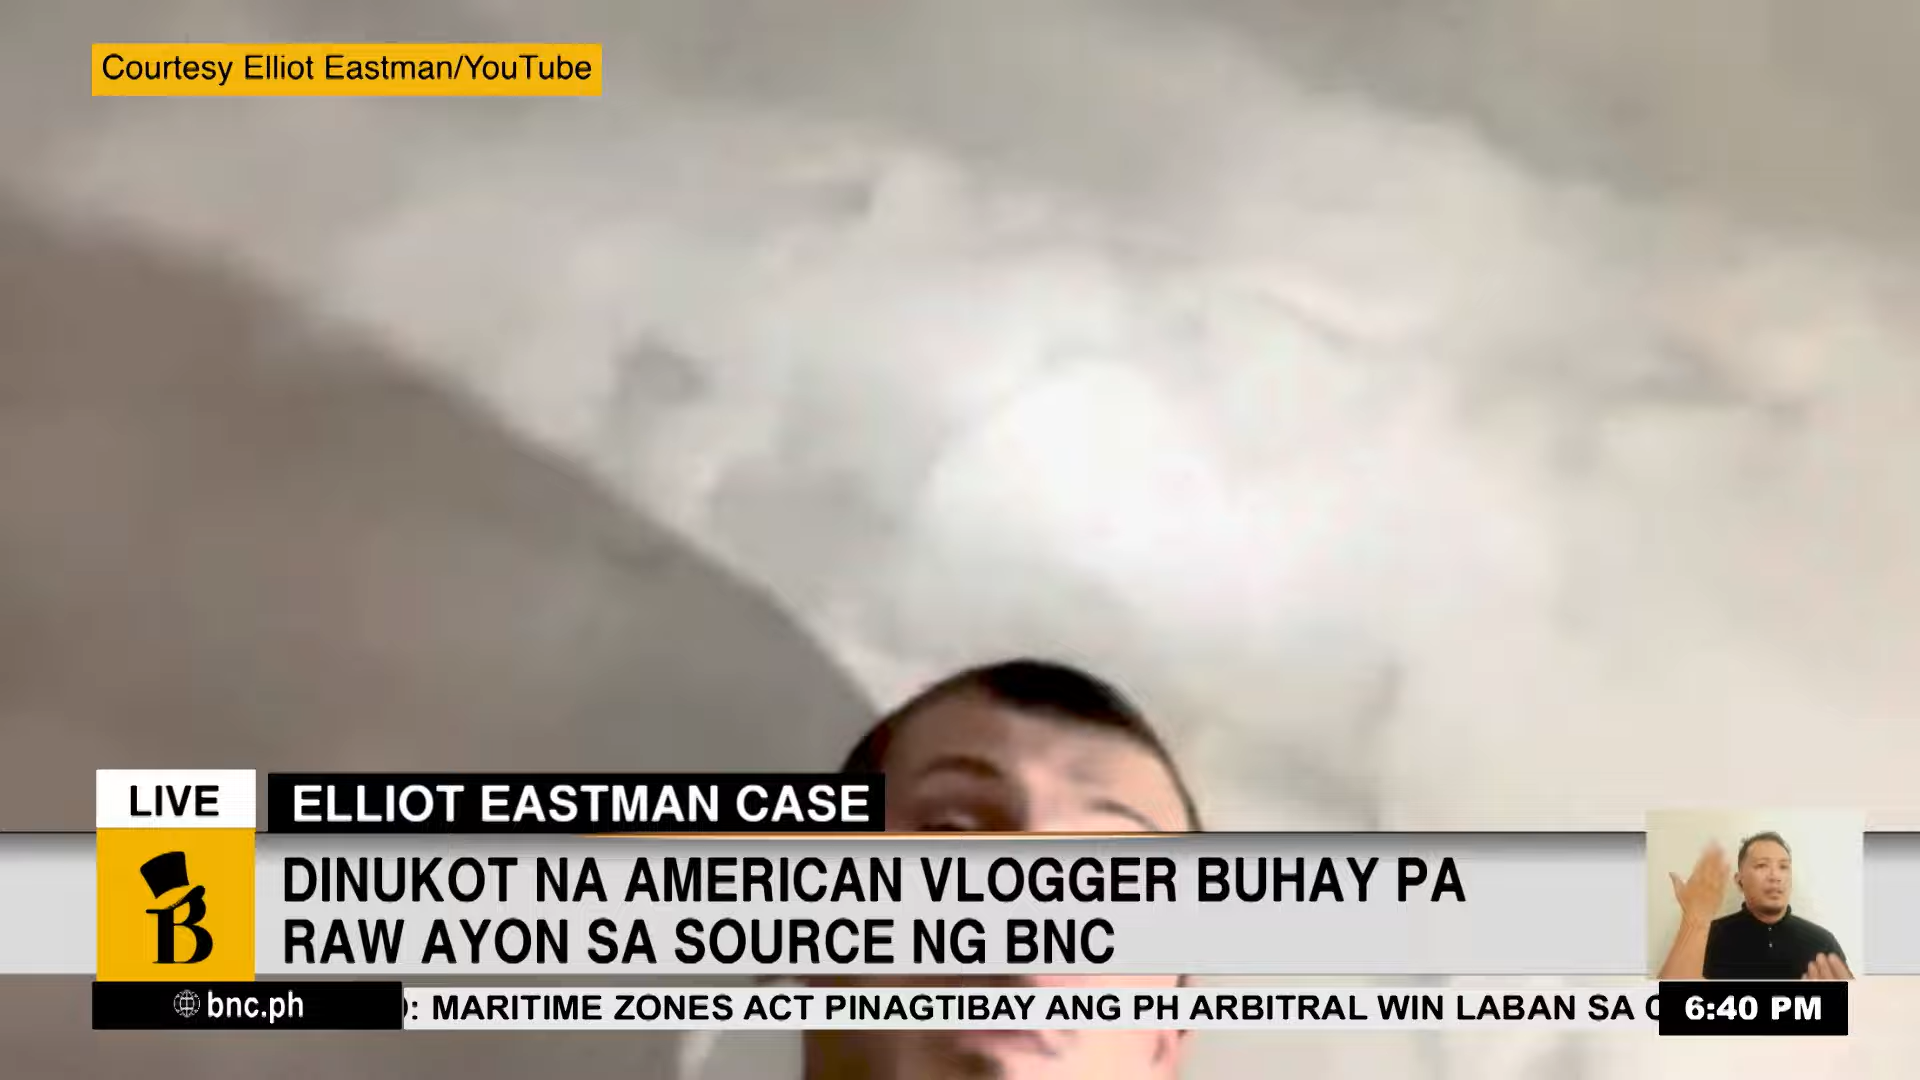 Courtesy Elliot Eastman/YouTube
LIVE
ELLIOT EASTMAN CASE
B
DINUKOT NA AMERICAN VLOGGER BUHAY PA
RAW AYON SA SOURCE NG BNC
bnc.ph
: MARITIME ZONES ACT PINAGTIBAY ANG PH ARBITRAL WIN LABAN SA
6:40 PM